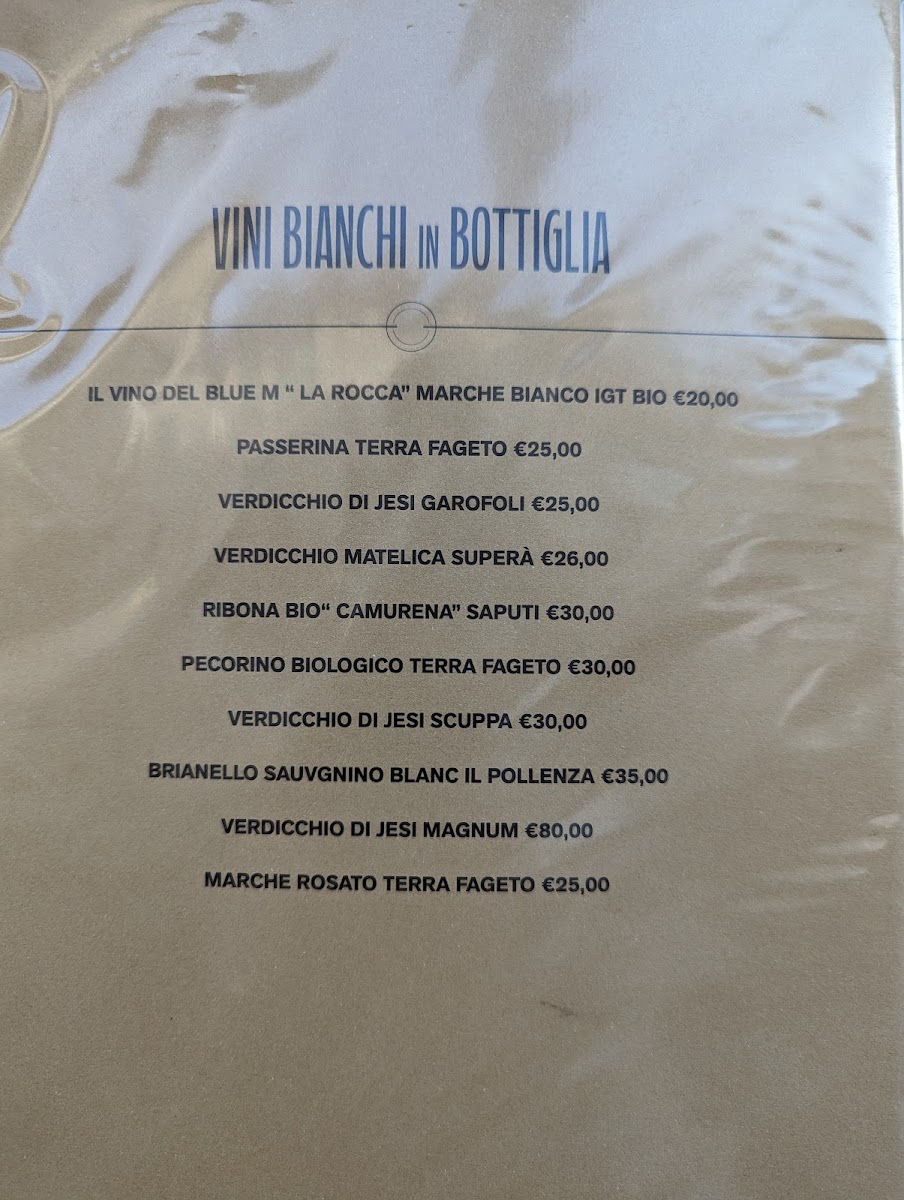 VINI BIANCHI IN BOTTIGLIA
IL VINO DEL BLUE M “ LA ROCCA” MARCHE BIANCO IGT BIO €20,00
PASSERINA TERRA FAGETO €25,00
VERDICCHIO DI JESI GAROFOLI €25,00
VERDICCHIO MATELICA SUPERÀ €26,00
RIBONA BIO“ CAMURENA” SAPUTI €30,00
PECORINO BIOLOGICO TERRA FAGETO €30,00
VERDICCHIO DI JESI SCUPPA €30,00
BRIANELLO SAUVGNINO BLANC IL POLLENZA €35,00
VERDICCHIO DI JESI MAGNUM €80,00
MARCHE ROSATO TERRA FAGETO €25,00